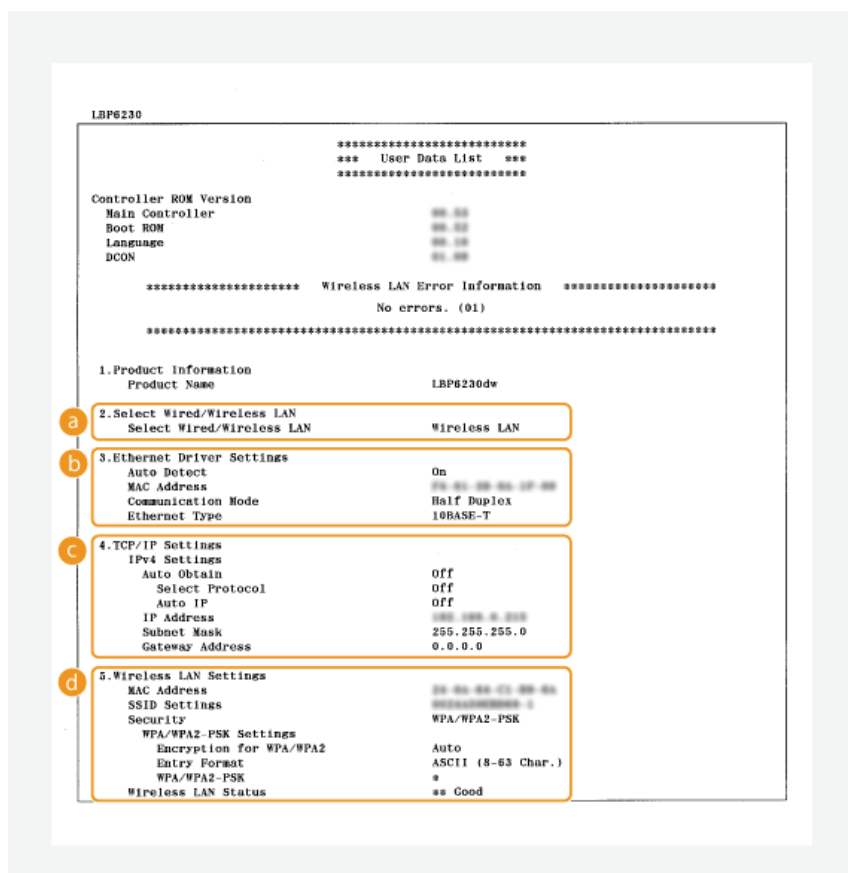 LBP6230
**************************
*** User Data List ***
**************************
Controller ROM Version
Main Controller
Boot ROM
Language
DCON
********************* Wireless LAN Error Information *********************
No errors. (01)
******************************************************************************
1.Product Information
Product Name LBP6230dw
a
2.Select Wired/Wireless LAN
Select Wired/Wireless LAN Wireless LAN
b
3.Ethernet Driver Settings
Auto Detect On
MAC Address
Communication Mode Half Duplex
Ethernet Type 10BASE-T
c
4.TCP/IP Settings
IPv4 Settings
Auto Obtain Off
Select Protocol Off
Auto IP Off
IP Address
Subnet Mask 255.255.255.0
Gateway Address 0.0.0.0
d
5.Wireless LAN Settings
MAC Address
SSID Settings
Security WPA/WPA2-PSK
WPA/WPA2-PSK Settings
Encryption for WPA/WPA2 Auto
Entry Format ASCII (8-63 Char.)
WPA/WPA2-PSK *
Wireless LAN Status ** Good